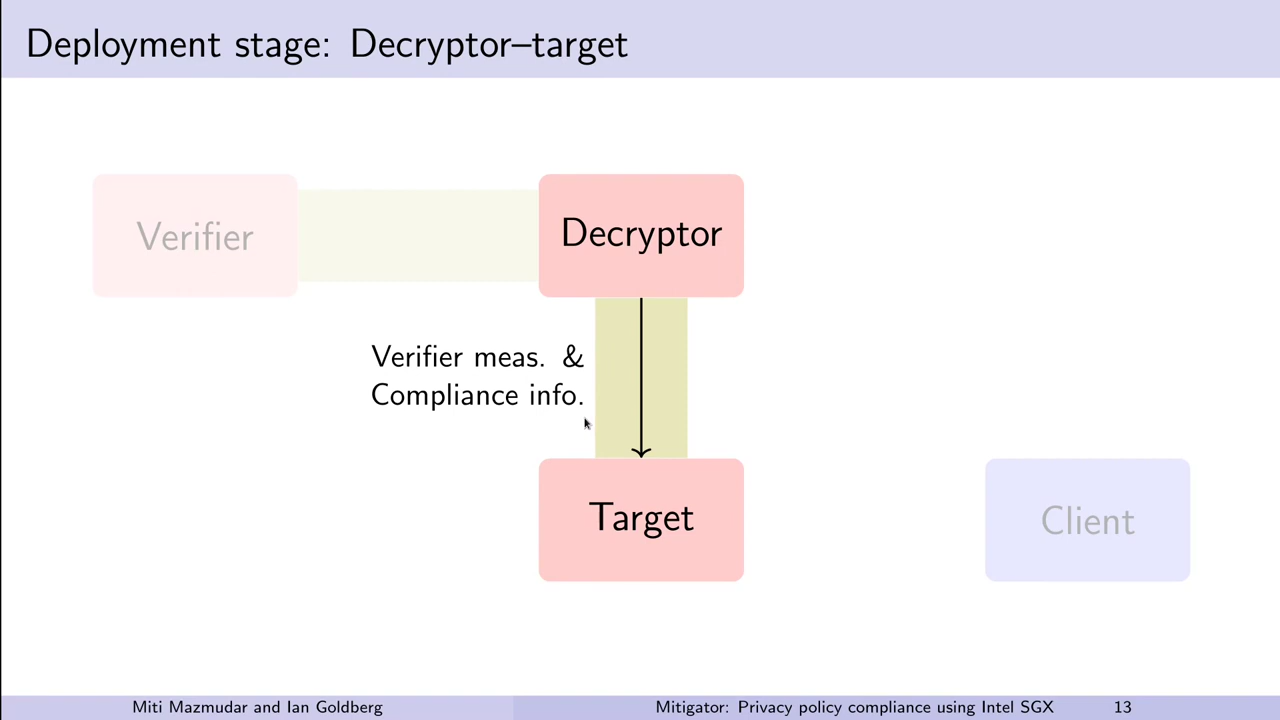 Deployment stage: Decryptor–target
Verifier
Decryptor
Verifier meas. &
Compliance info.
Target
Client
Miti Mazmudar and Ian Goldberg
Mitigator: Privacy policy compliance using Intel SGX
13